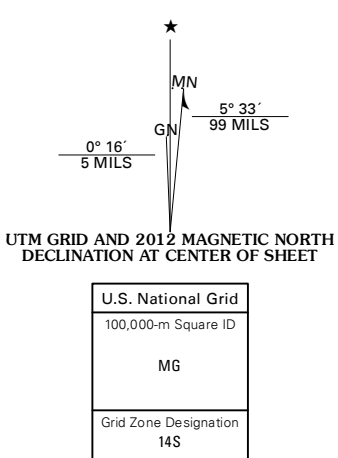 ★
MN
GN
5° 33´
99 MILS
0° 16´
5 MILS
UTM GRID AND 2012 MAGNETIC NORTH
DECLINATION AT CENTER OF SHEET
U.S. National Grid
100,000-m Square ID
MG
Grid Zone Designation
14S